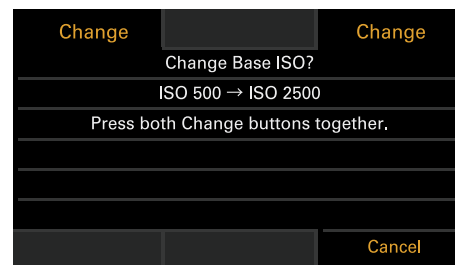 Change Change
Change Base ISO?
ISO 500 → ISO 2500
Press both Change buttons together.
Cancel